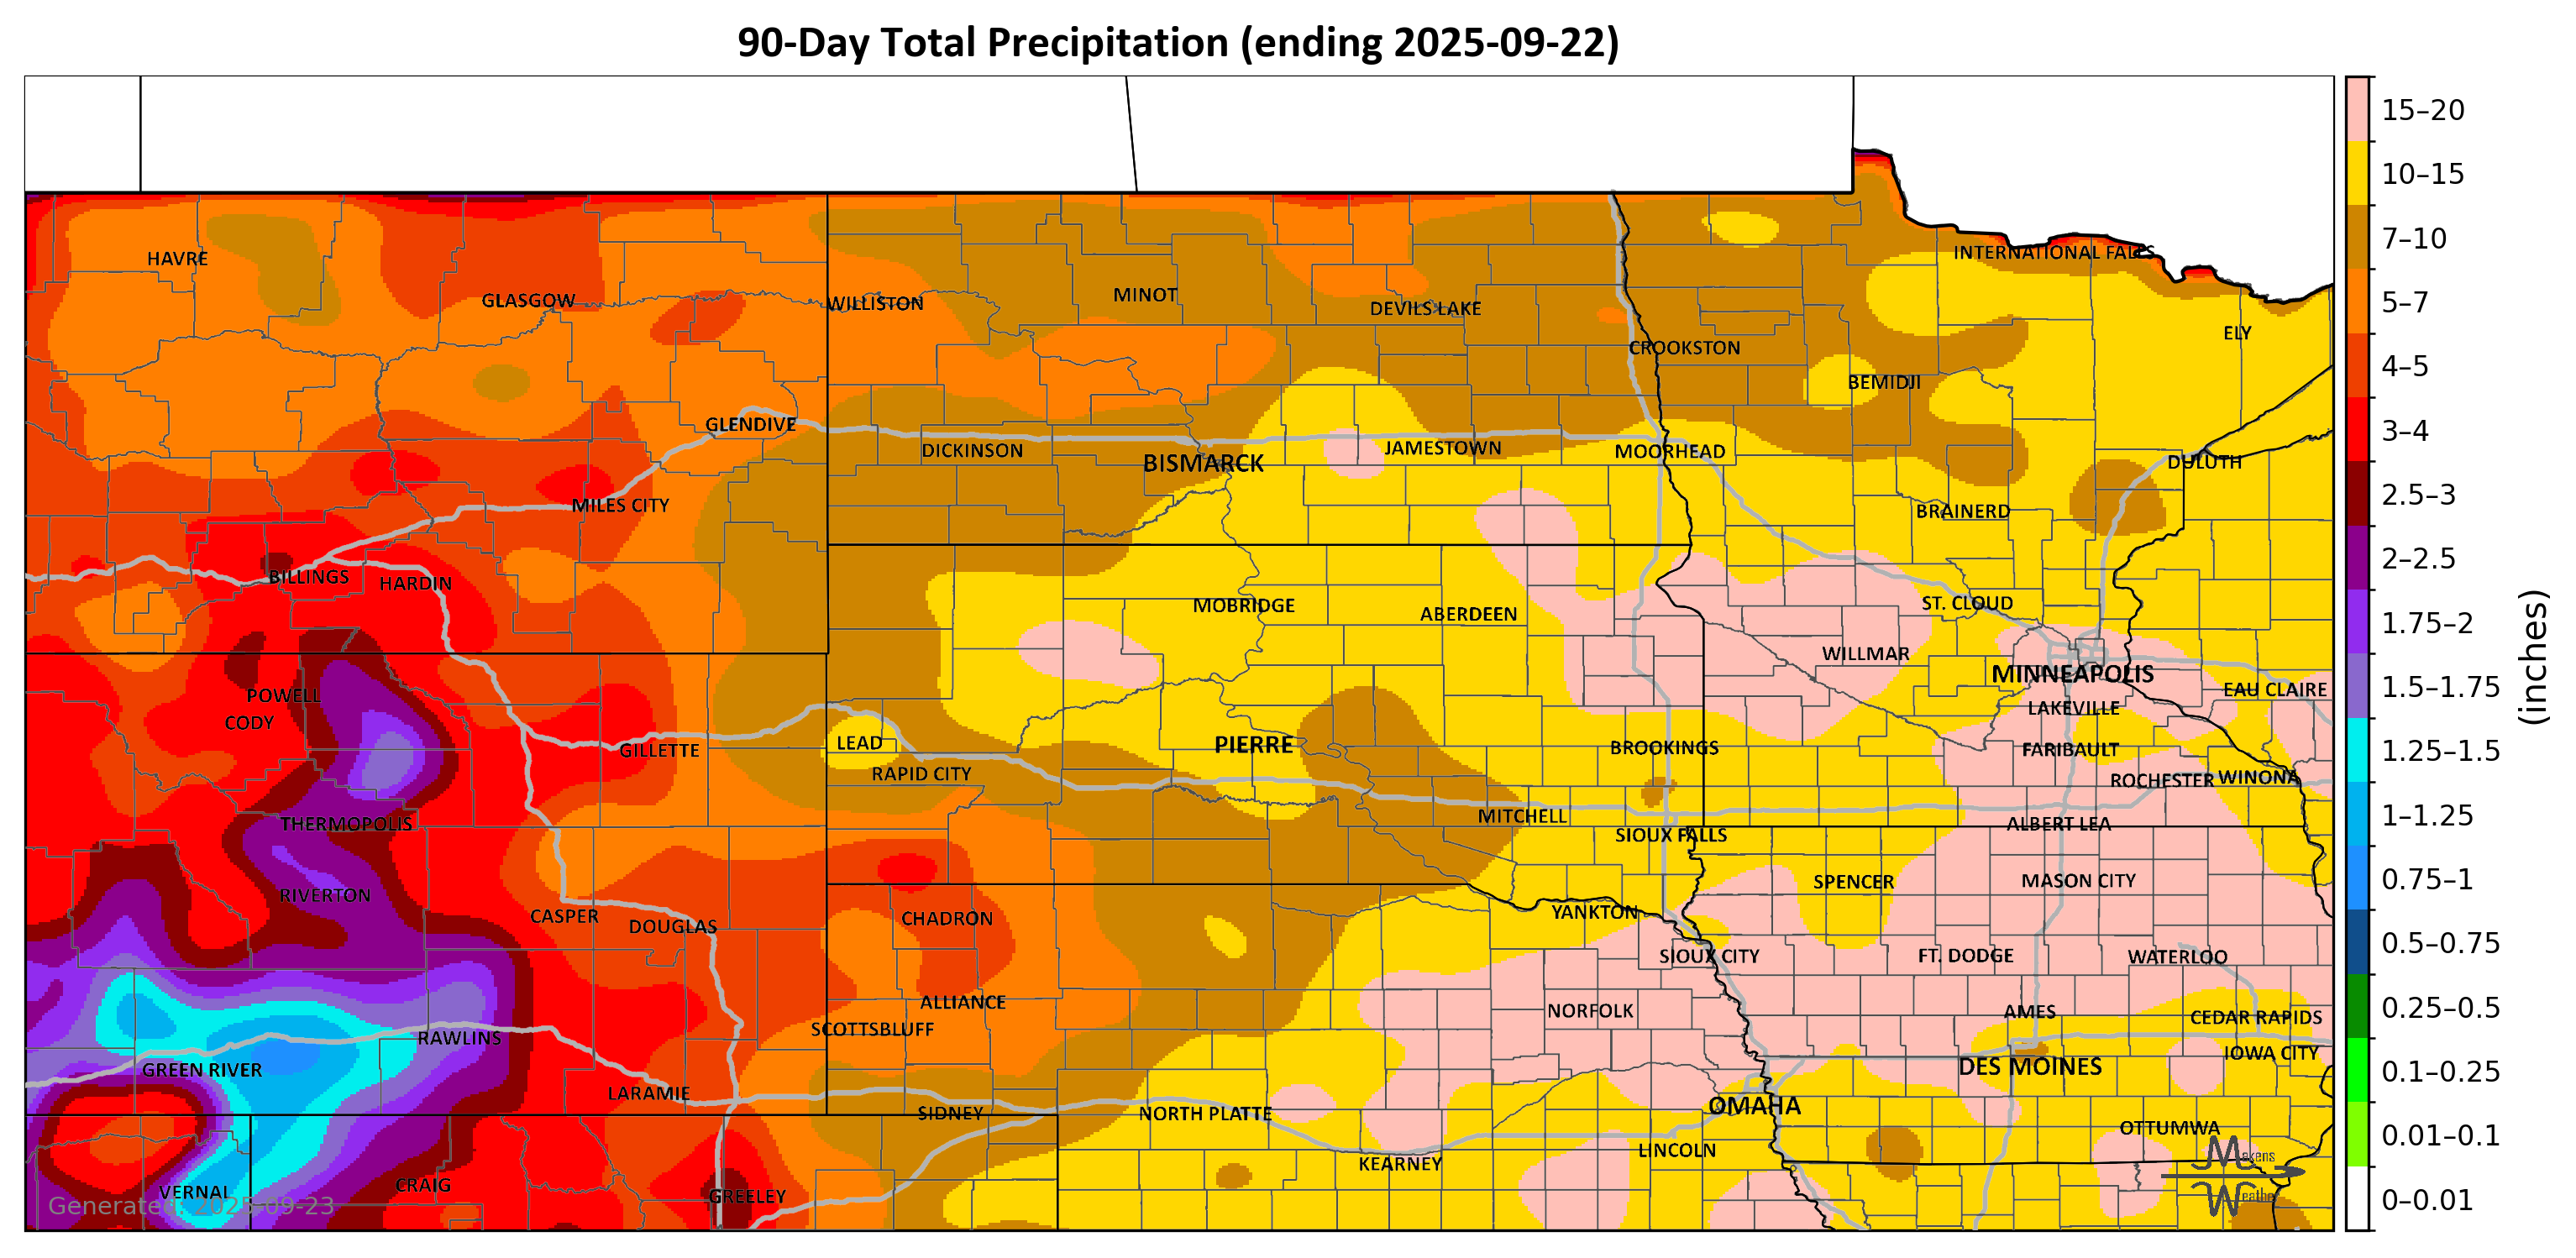 90-Day Total Precipitation (ending 2025-09-22)
15–20
10–15
7–10
5–7
4–5
3–4
2.5–3
2–2.5
1.75–2
1.5–1.75
1.25–1.5
1–1.25
0.75–1
0.5–0.75
0.25–0.5
0.1–0.25
0.01–0.1
0–0.01
(inches)
HAVRE
GLASGOW
WILLISTON
MINOT
DEVILS LAKE
INTERNATIONAL FALLS
ELY
CROOKSTON
BEMIDJI
GLENDIVE
DICKINSON
BISMARCK
JAMESTOWN
MOORHEAD
DULUTH
MILES CITY
BRAINERD
BILLINGS
HARDIN
MOBRIDGE
ABERDEEN
ST. CLOUD
WILLMAR
MINNEAPOLIS
EAU CLAIRE
POWELL
CODY
LAKEVILLE
GILLETTE
LEAD
RAPID CITY
PIERRE
BROOKINGS
FARIBAULT
ROCHESTER
WINONA
THERMOPOLIS
MITCHELL
SIOUX FALLS
ALBERT LEA
RIVERTON
CASPER
DOUGLAS
CHADRON
YANKTON
SPENCER
MASON CITY
SIOUX CITY
FT. DODGE
WATERLOO
ALLIANCE
SCOTTSBLUFF
NORFOLK
AMES
CEDAR RAPIDS
RAWLINS
GREEN RIVER
IOWA CITY
DES MOINES
LARAMIE
SIDNEY
NORTH PLATTE
OMAHA
OTTUMWA
KEARNEY
LINCOLN
VERNAL
CRAIG
GREELEY
Generated: 2025-09-23
Makens
Weather